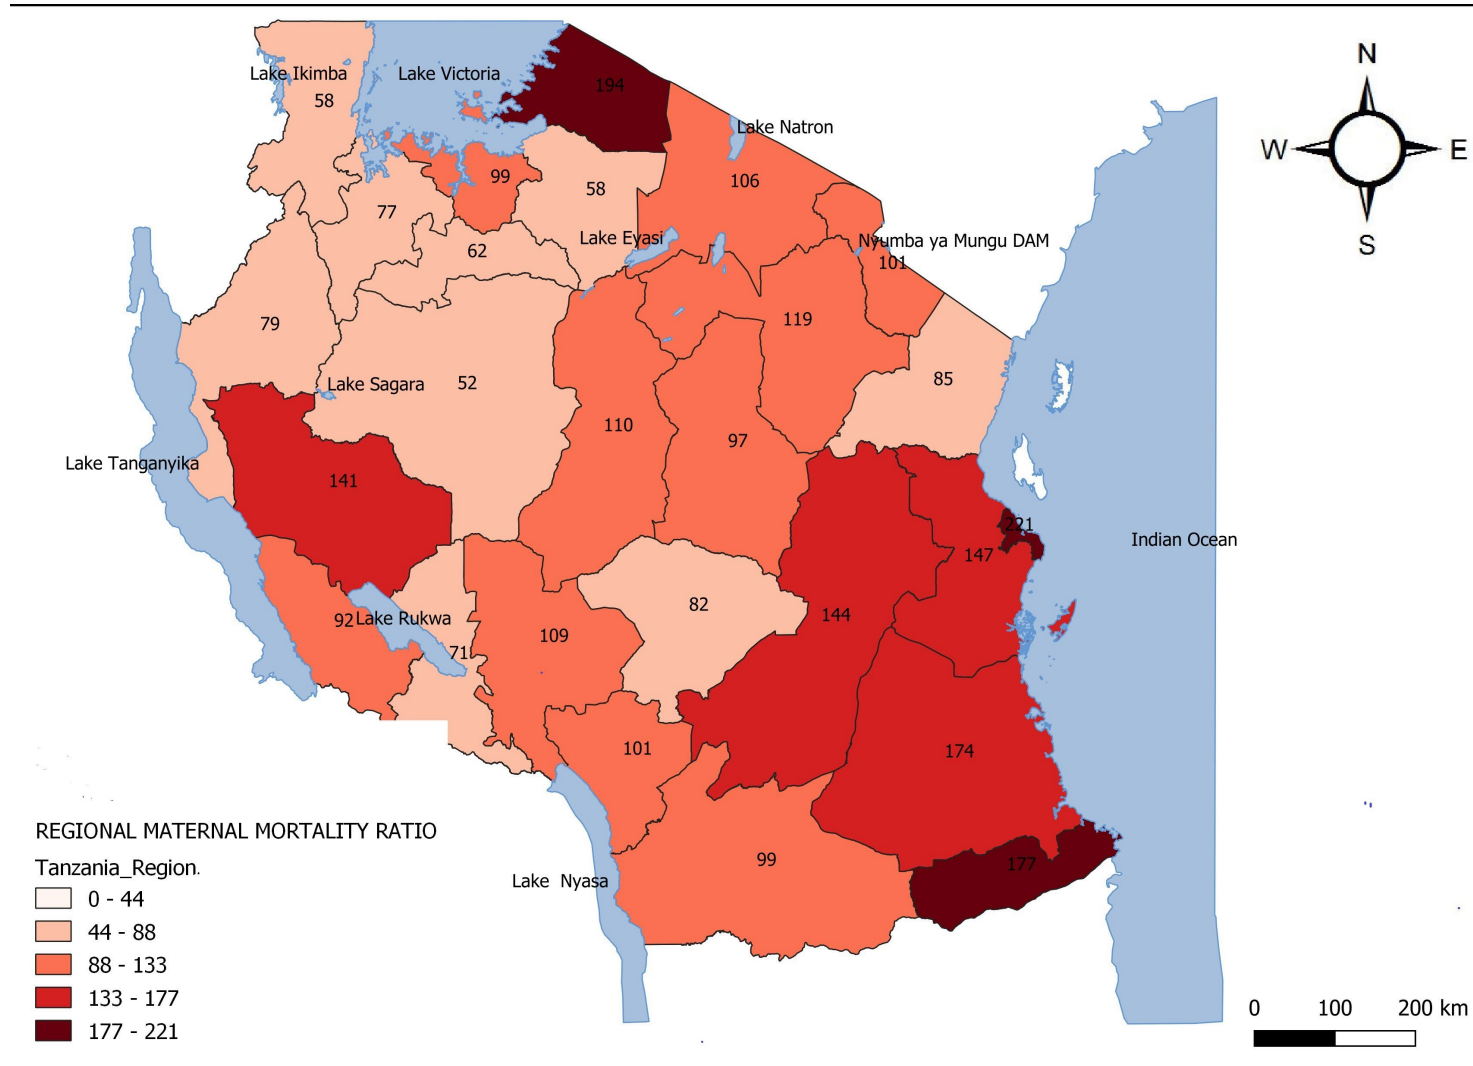 N
W E
S
Lake Ikimba
Lake Victoria
58
194
Lake Natron
99
106
58
77
Lake Eyasi
Nyumba ya Mungu DAM
62
101
79
119
Lake Sagara
52
85
110
97
Lake Tanganyika
141
221
Indian Ocean
147
82
144
92
Lake Rukwa
109
71
101
174
99
177
Lake Nyasa
REGIONAL MATERNAL MORTALITY RATIO
Tanzania_Region.
0 - 44
44 - 88
88 - 133
133 - 177
177 - 221
0 100 200 km